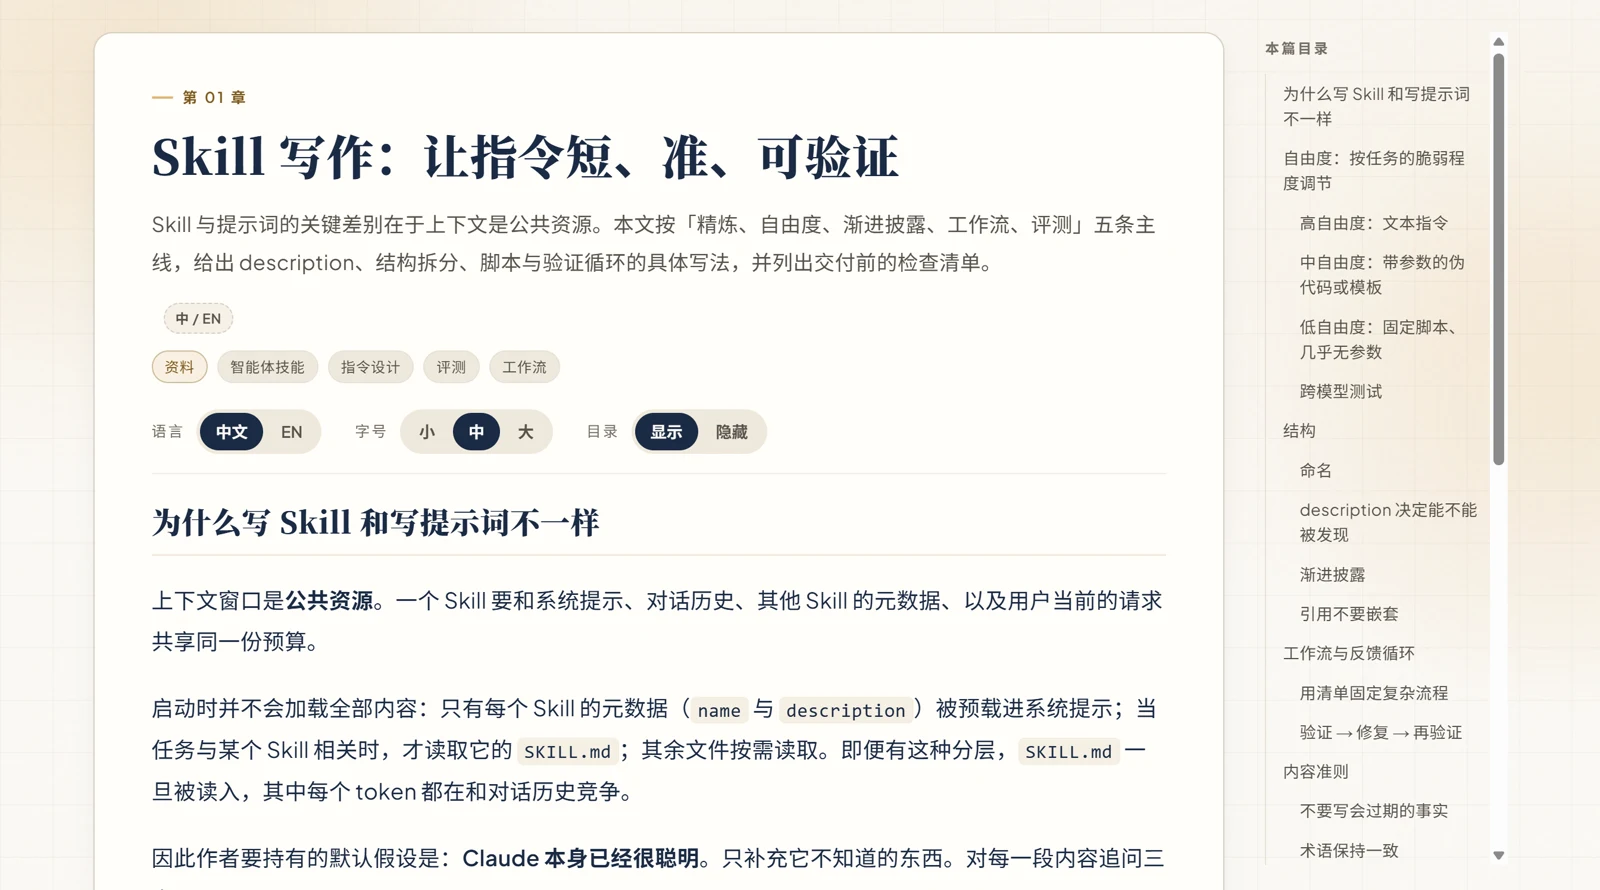 第 01 章
Skill 写作：让指令短、准、可验证
Skill 与提示词的关键差别在于上下文是公共资源。本文按「精炼、自由度、渐进披露、工作流、评测」五条主
线，给出 description、结构拆分、脚本与验证循环的具体写法，并列出交付前的检查清单。
中 / EN
资料 智能体技能 指令设计 评测 工作流
语言 中文 EN 字号 小 中 大 目录 显示 隐藏
为什么写 Skill 和写提示词不一样
上下文窗口是公共资源。一个 Skill 要和系统提示、对话历史、其他 Skill 的元数据、以及用户当前的请求
共享同一份预算。
启动时并不会加载全部内容：只有每个 Skill 的元数据（name 与 description）被预载进系统提示；当
任务与某个 Skill 相关时，才读取它的 SKILL.md；其余文件按需读取。即便有这种分层，SKILL.md 一
旦被读入，其中每个 token 都在和对话历史竞争。
因此作者要持有的默认假设是：Claude 本身已经很聪明。只补充它不知道的东西。对每一段内容追问三
本篇目录
为什么写 Skill 和写提示词
不一样
自由度：按任务的脆弱程
度调节
高自由度：文本指令
中自由度：带参数的伪
代码或模板
低自由度：固定脚本、
几乎无参数
跨模型测试
结构
命名
description 决定能不能
被发现
渐进披露
引用不要嵌套
工作流与反馈循环
用清单固定复杂流程
验证 → 修复 → 再验证
内容准则
不要写会过期的事实
术语保持一致